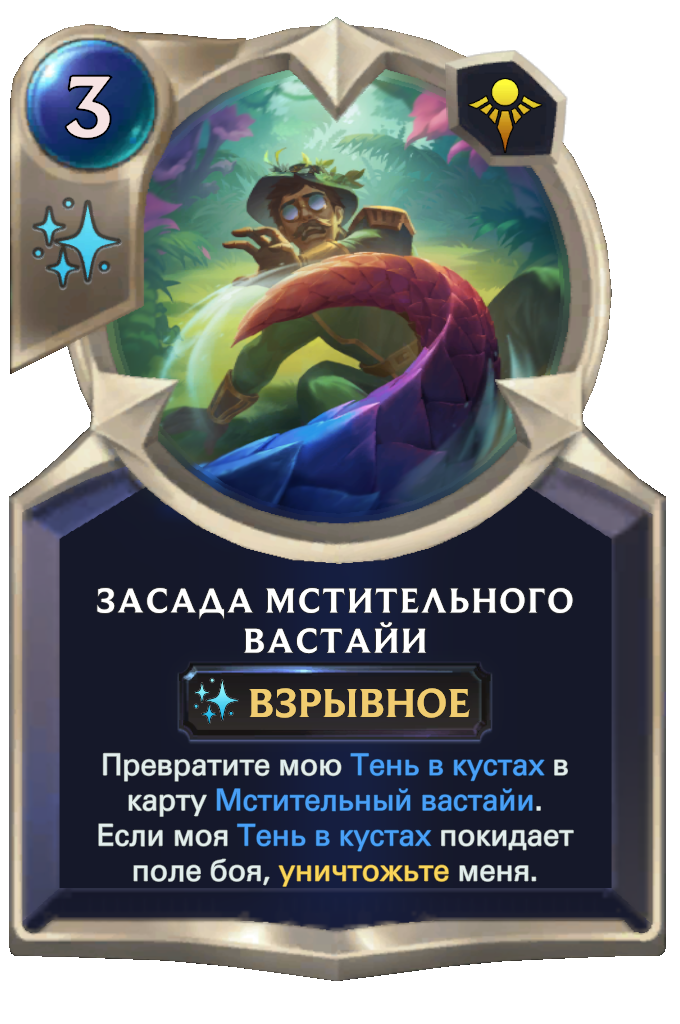 3
ЗАСАДА МСТИТЕЛЬНОГО
ВАСТАЙИ
ВЗРЫВНОЕ
Превратите мою Тень в кустах в
карту Мстительный вастайи.
Если моя Тень в кустах покидает
поле боя, уничтожьте меня.